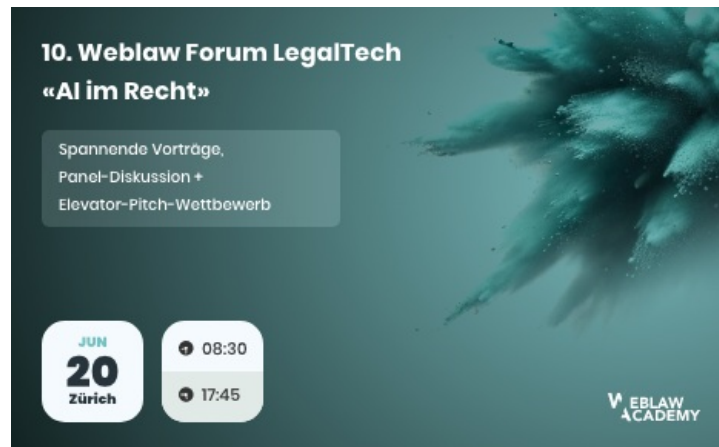 10. Weblaw Forum LegalTech
«AI im Recht»
Spannende Vorträge,
Panel-Diskussion +
Elevator-Pitch-Wettbewerb
JUN
20
Zürich
08:30
17:45
WEBLAW
ACADEMY